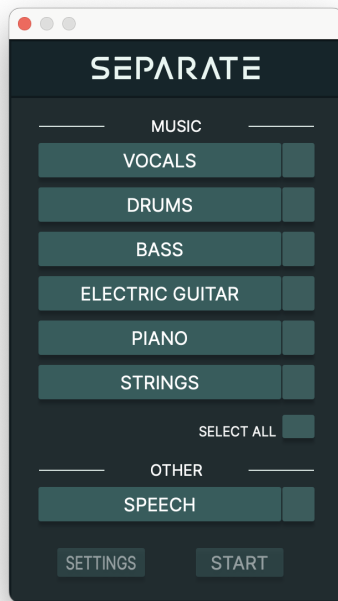 SEPARATE
MUSIC
VOCALS
DRUMS
BASS
ELECTRIC GUITAR
PIANO
STRINGS
SELECT ALL
OTHER
SPEECH
SETTINGS START